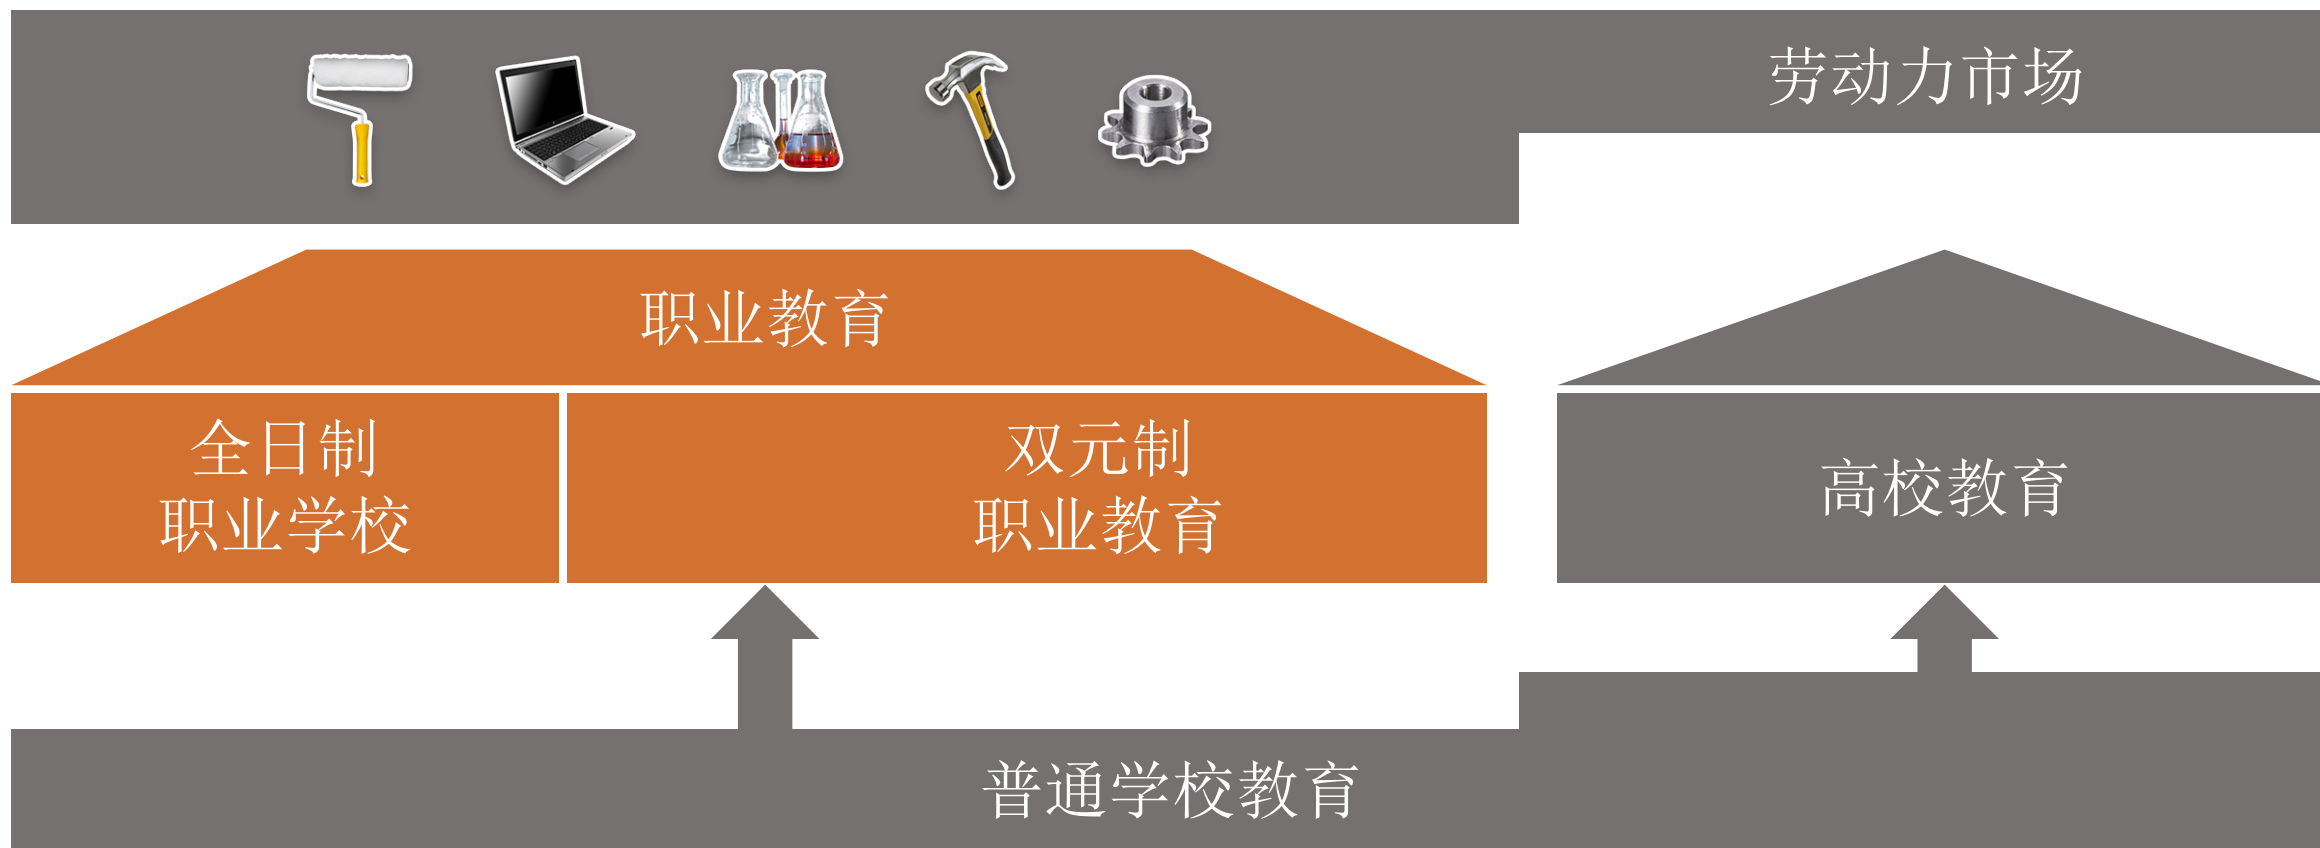 劳动力市场
职业教育
全日制
职业学校
双元制
职业教育
高校教育
普通学校教育